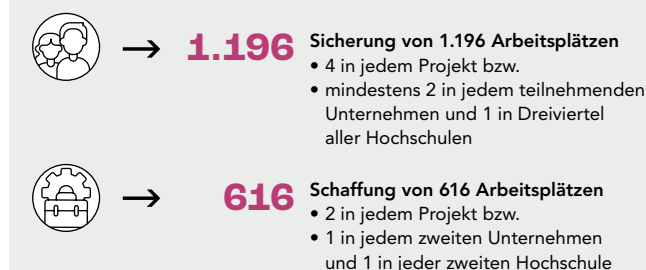 → 1.196 Sicherung von 1.196 Arbeitsplätzen
• 4 in jedem Projekt bzw.
• mindestens 2 in jedem teilnehmenden
Unternehmen und 1 in Dreiviertel
aller Hochschulen
→ 616 Schaffung von 616 Arbeitsplätzen
• 2 in jedem Projekt bzw.
• 1 in jedem zweiten Unternehmen
und 1 in jeder zweiten Hochschule